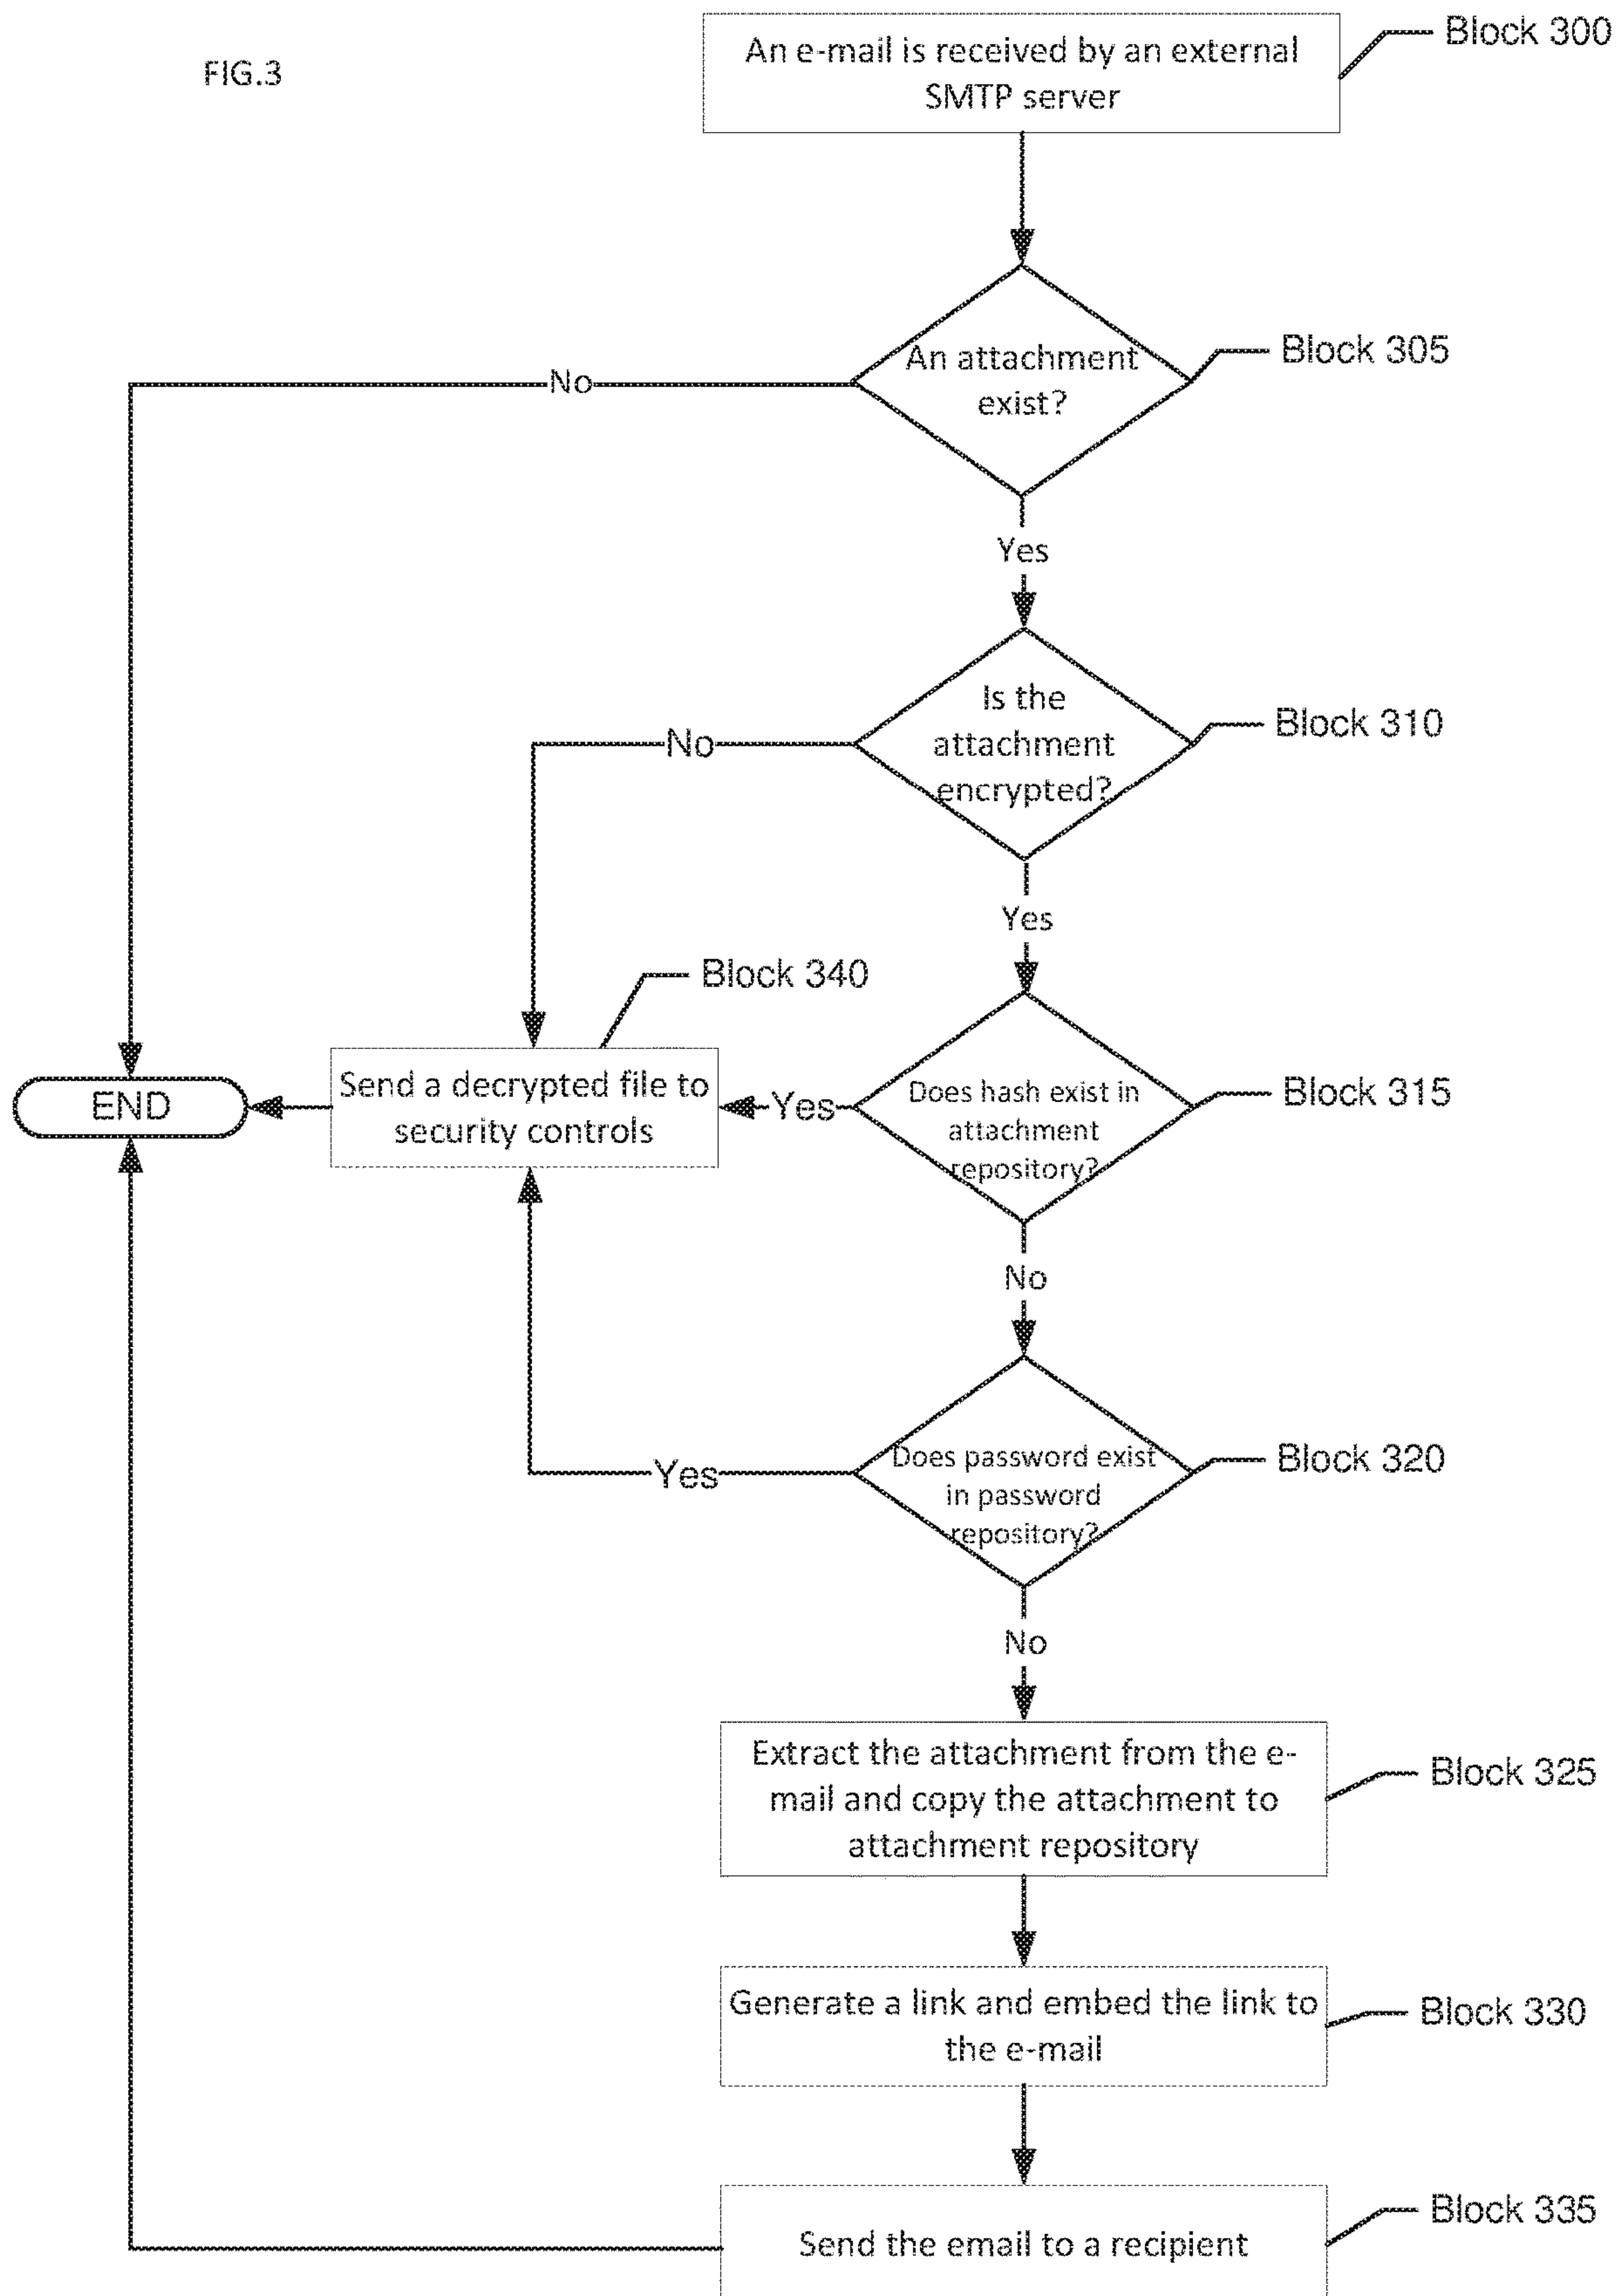 FIG.3
An e-mail is received by an external
SMTP server
Block 300
An attachment
exist?
Block 305
No
Yes
Is the
attachment
encrypted?
Block 310
No
Yes
Block 340
Send a decrypted file to
security controls
END
Does hash exist in
attachment
repository?
Block 315
Yes
No
Does password exist
in password
repository?
Block 320
Yes
No
Extract the attachment from the e-
mail and copy the attachment to
attachment repository
Block 325
Generate a link and embed the link to
the e-mail
Block 330
Send the email to a recipient
Block 335